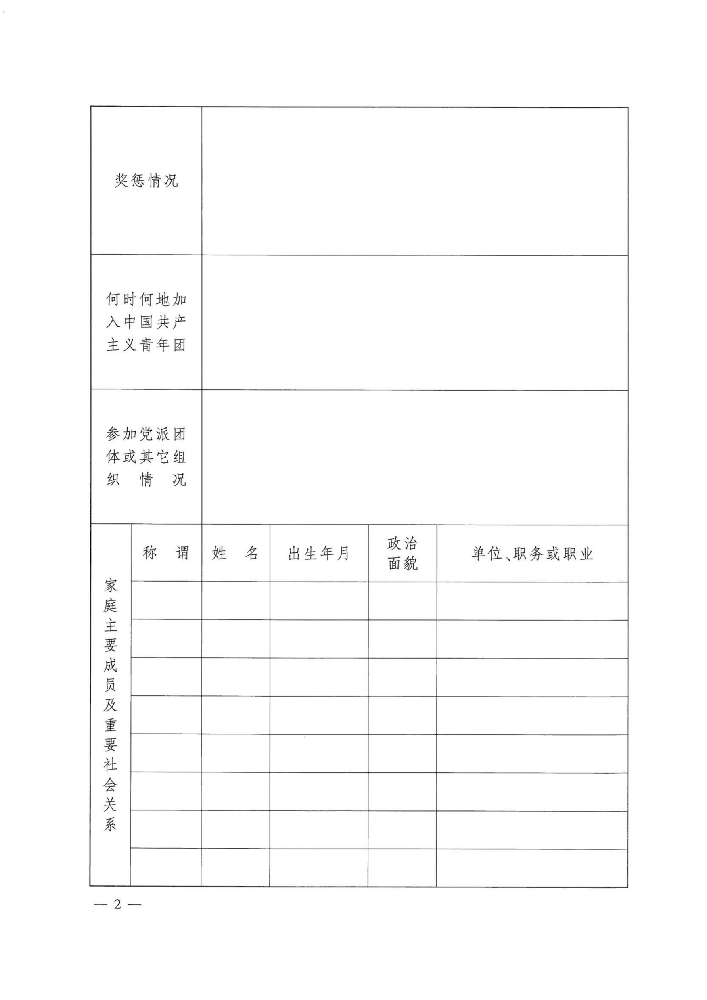 奖惩情况
何时何地加
入中国共产
主义青年团
参加党派团
体或其它组
织 情 况
家庭主要成员及重要社会关系
称 谓
姓 名
出生年月
政治
面貌
单位、职务或职业
— 2 —